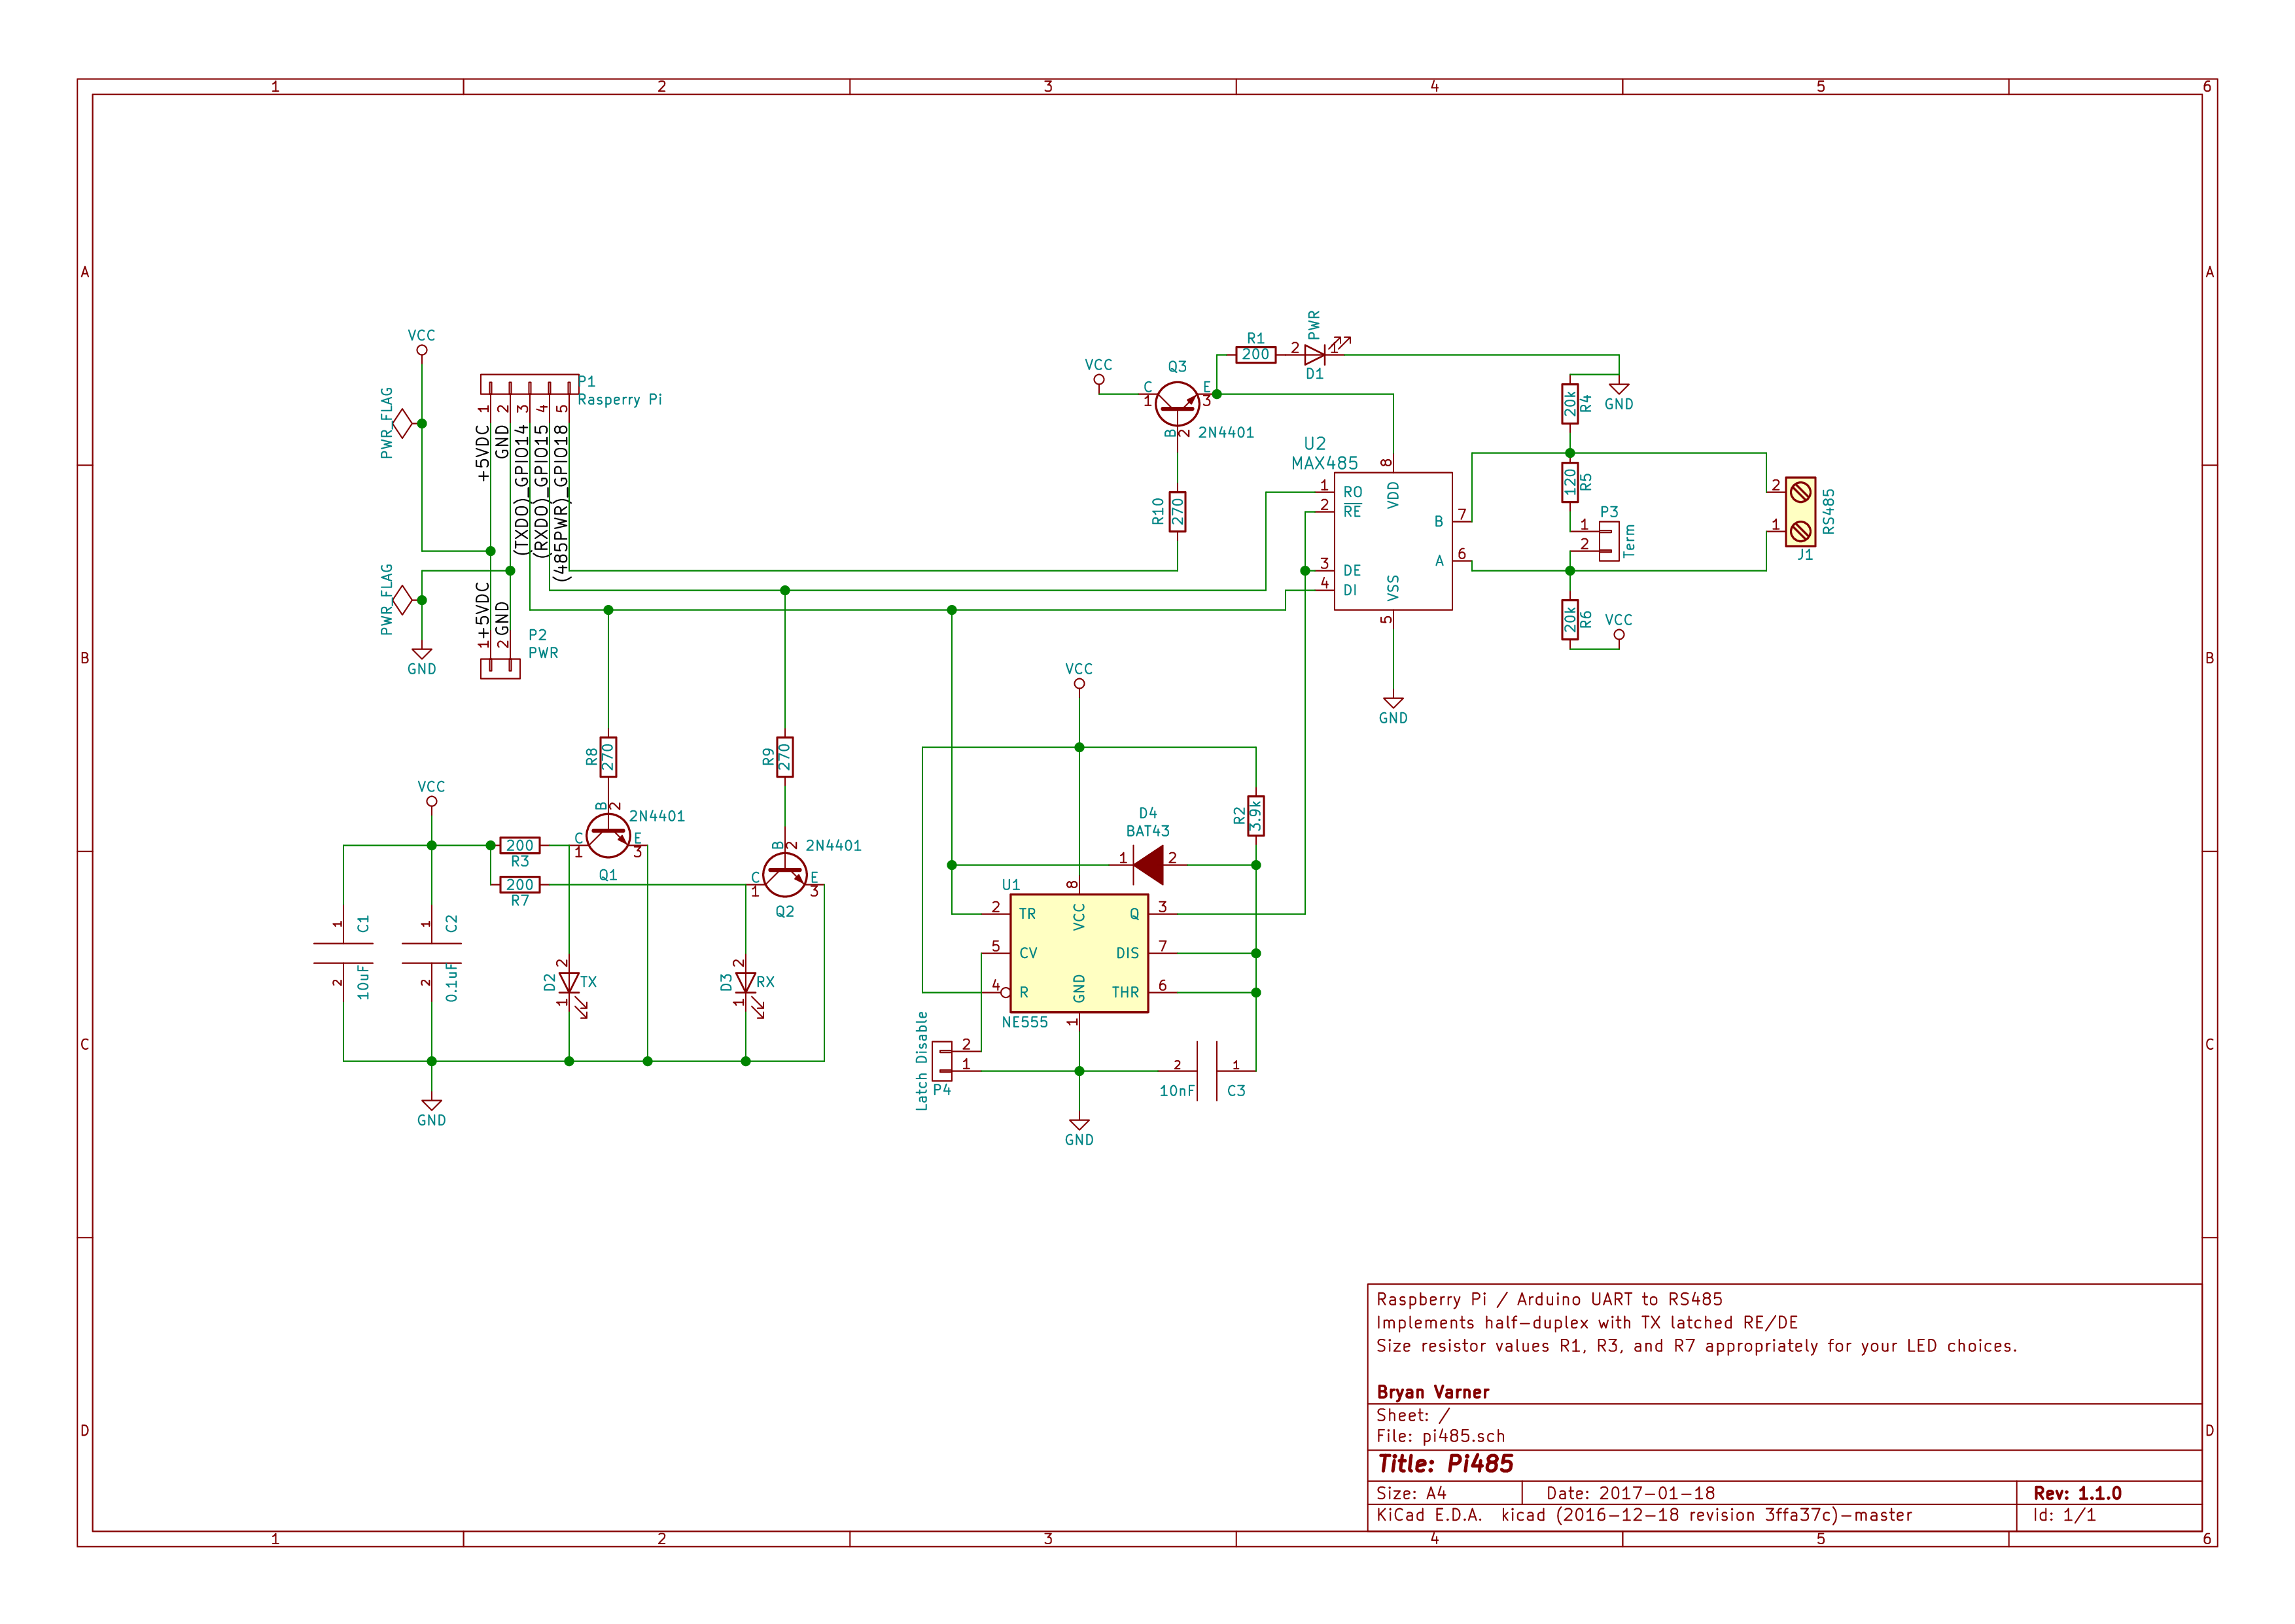 1 2 3 4 5 6
A A
VCC
PWR_FLAG
P1
Rasperry Pi
1 2 3 4 5
+5VDC
GND
(TXD0)_GPIO14
(RXD0)_GPIO15
(485PWR)_GPIO18
PWR_FLAG
GND
+5VDC
GND
1 2
P2
PWR
VCC
Q3
C
1
E
3
B
2
2N4401
R10
270
R1
200
2
1
PWR
D1
GND
R4
20k
U2
MAX485
8
VDD
1 RO
2 RE
3 DE
4 DI
VSS
5
B 7
A 6
GND
R5
120
P3
1
2
Term
R6
20k
VCC
2
1
RS485
J1
B B
R8
270
R9
270
VCC
200
R3
200
R7
B
2
2N4401
C
1
E
3
Q1
B
2
2N4401
C
1
E
3
Q2
1
C1
2
10uF
1
C2
2
0.1uF
D2
2
1
TX
D3
2
1
RX
GND
VCC
R2
3.9k
D4
BAT43
1 2
U1
8
VCC
2 TR
5 CV
4 R
Q 3
DIS 7
THR 6
GND
1
NE555
Latch Disable
2
1
P4
2 1
10nF C3
GND
C C
D D
Raspberry Pi / Arduino UART to RS485
Implements half-duplex with TX latched RE/DE
Size resistor values R1, R3, and R7 appropriately for your LED choices.
Bryan Varner
Sheet: /
File: pi485.sch
Title: Pi485
Size: A4 Date: 2017-01-18 Rev: 1.1.0
KiCad E.D.A. kicad (2016-12-18 revision 3ffa37c)-master Id: 1/1
1 2 3 4 5 6